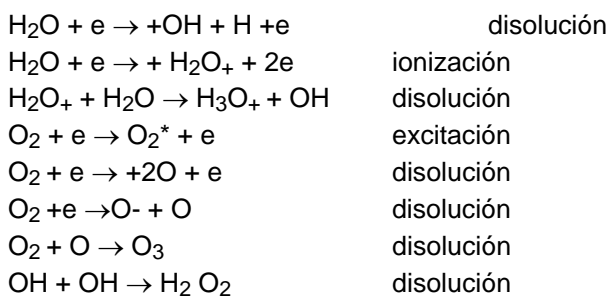 H₂O + e → +OH + H +e disolución
H₂O + e → + H₂O₊ + 2e ionización
H₂O₊ + H₂O → H₃O₊ + OH disolución
O₂ + e → O₂* + e excitación
O₂ + e → +2O + e disolución
O₂ +e →O- + O disolución
O₂ + O → O₃ disolución
OH + OH → H₂ O₂ disolución